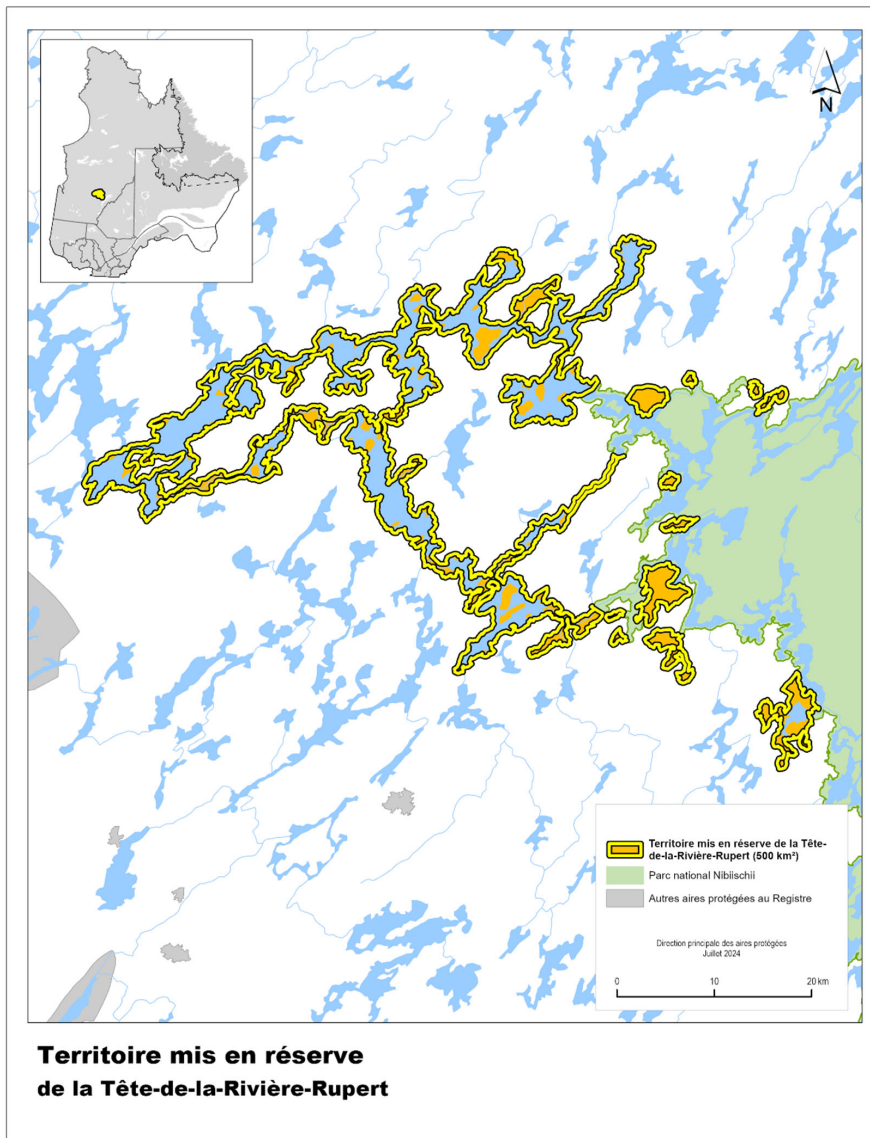 N
Territoire mis en réserve de la Tête-
de-la-Rivière-Rupert (500 km²)
Parc national Nibiischii
Autres aires protégées au Registre
Direction principale des aires protégées
Juillet 2024
0 10 20 km
Territoire mis en réserve
de la Tête-de-la-Rivière-Rupert